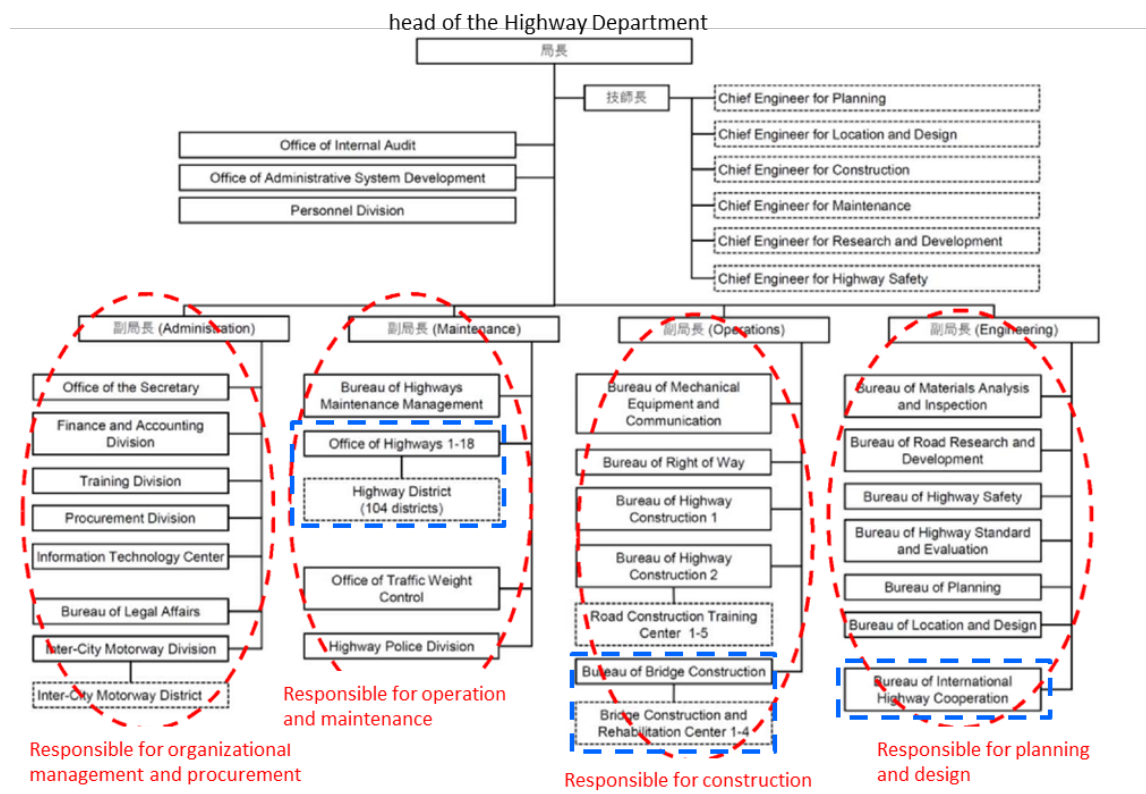 head of the Highway Department
局長
技師長
Chief Engineer for Planning
Chief Engineer for Location and Design
Chief Engineer for Construction
Chief Engineer for Maintenance
Chief Engineer for Research and Development
Chief Engineer for Highway Safety
Office of Internal Audit
Office of Administrative System Development
Personnel Division
副局長 (Administration)
Office of the Secretary
Finance and Accounting
Division
Training Division
Procurement Division
Information Technology Center
Bureau of Legal Affairs
Inter-City Motorway Division
Inter-City Motorway District
Responsible for organizational
management and procurement
副局長 (Maintenance)
Bureau of Highways
Maintenance Management
Office of Highways 1-18
Highway District
(104 districts)
Office of Traffic Weight
Control
Highway Police Division
Responsible for operation
and maintenance
副局長 (Operations)
Bureau of Mechanical
Equipment and
Communication
Bureau of Right of Way
Bureau of Highway
Construction 1
Bureau of Highway
Construction 2
Road Construction Training
Center 1-5
Bureau of Bridge Construction
Bridge Construction and
Rehabilitation Center 1-4
Responsible for construction
副局長 (Engineering)
Bureau of Materials Analysis
and Inspection
Bureau of Road Research and
Development
Bureau of Highway Safety
Bureau of Highway Standard
and Evaluation
Bureau of Planning
Bureau of Location and Design
Bureau of International
Highway Cooperation
Responsible for planning
and design